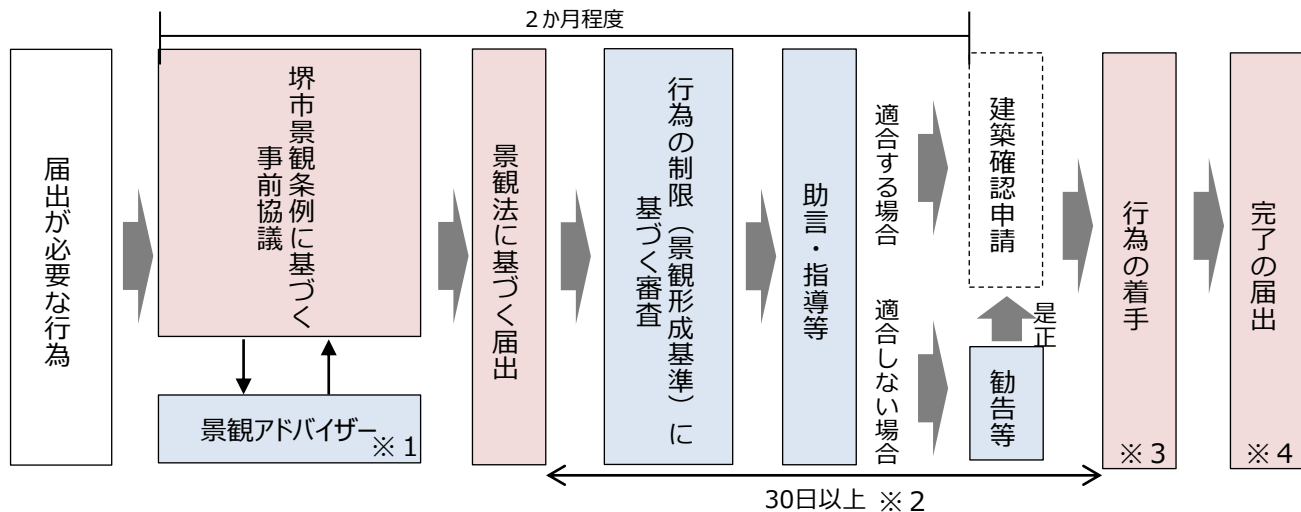 ２か月程度
届出が必要な行為
堺市景観条例に基づく
事前協議
景観アドバイザー
※１
景観法に基づく届出
行為の制限（景観形成基準）に
基づく審査
助言・指導等
適合する場合
適合しない場合
建築確認申請
是正
勧告等
行為の着手
※３
完了の届出
※４
30日以上 ※２